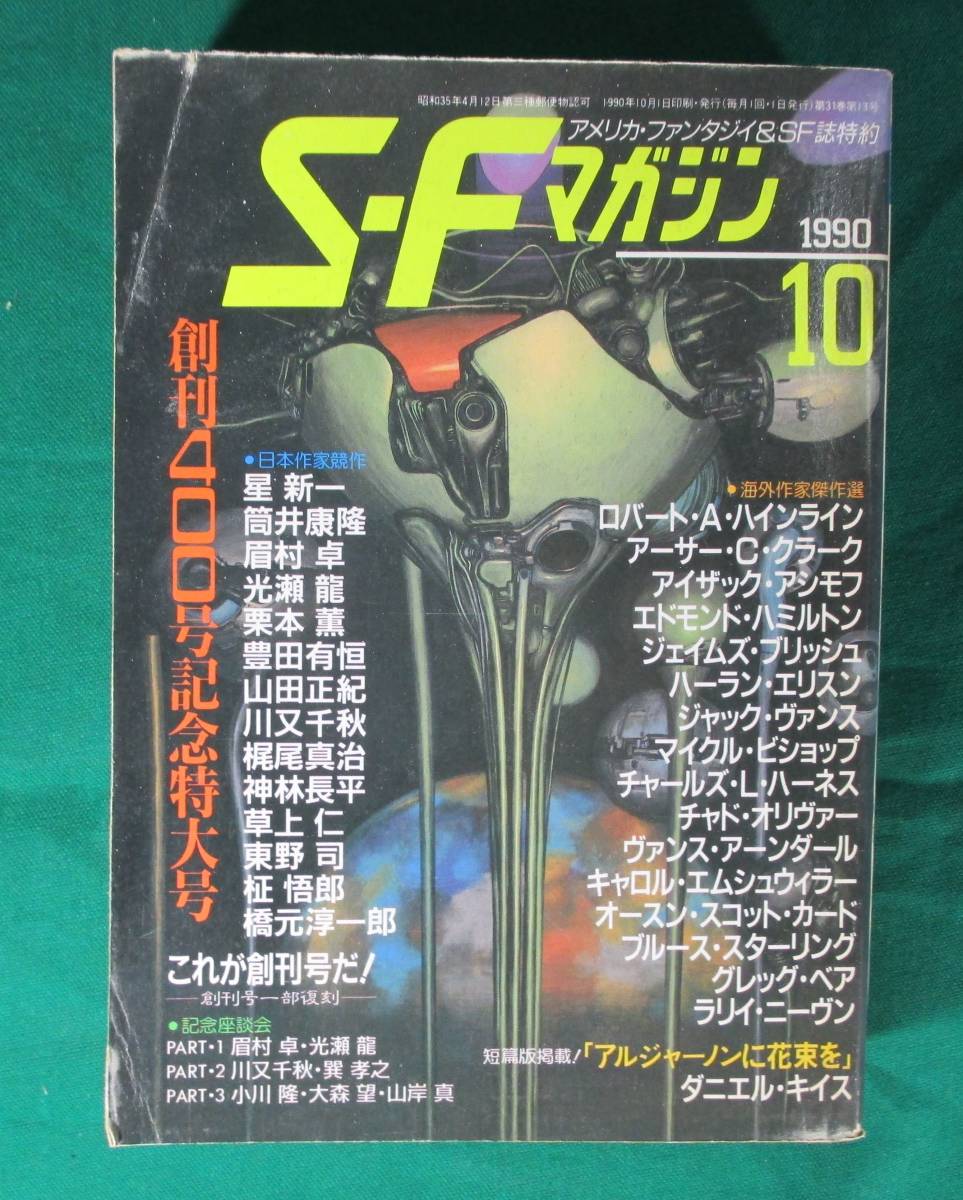 昭和35年4月12日第三種郵便物認可　1990年10月1日印刷・発行(毎月1回・1日発行)第31巻第13号
アメリカ・ファンタジイ&SF誌特約
S-Fマガジン
1990
10
創刊400号記念特大号
●日本作家競作
星 新一
筒井康隆
眉村 卓
光瀬 龍
栗本 薫
豊田有恒
山田正紀
川又千秋
梶尾真治
神林長平
草上 仁
東野 司
柾 悟郎
橋元淳一郎
これが創刊号だ!
―創刊号一部復刻―
●記念座談会
PART・1 眉村 卓・光瀬 龍
PART・2 川又千秋・巽 孝之
PART・3 小川 隆・大森 望・山岸 真
●海外作家傑作選
ロバート・A・ハインライン
アーサー・C・クラーク
アイザック・アシモフ
エドモンド・ハミルトン
ジェイムズ・ブリッシュ
ハーラン・エリスン
ジャック・ヴァンス
マイクル・ビショップ
チャールズ・L・ハーネス
チャド・オリヴァー
ヴァンス・アーンダール
キャロル・エムシュウィラー
オースン・スコット・カード
ブルース・スターリング
グレッグ・ベア
ラリイ・ニーヴン
短篇版掲載!「アルジャーノンに花束を」
ダニエル・キイス